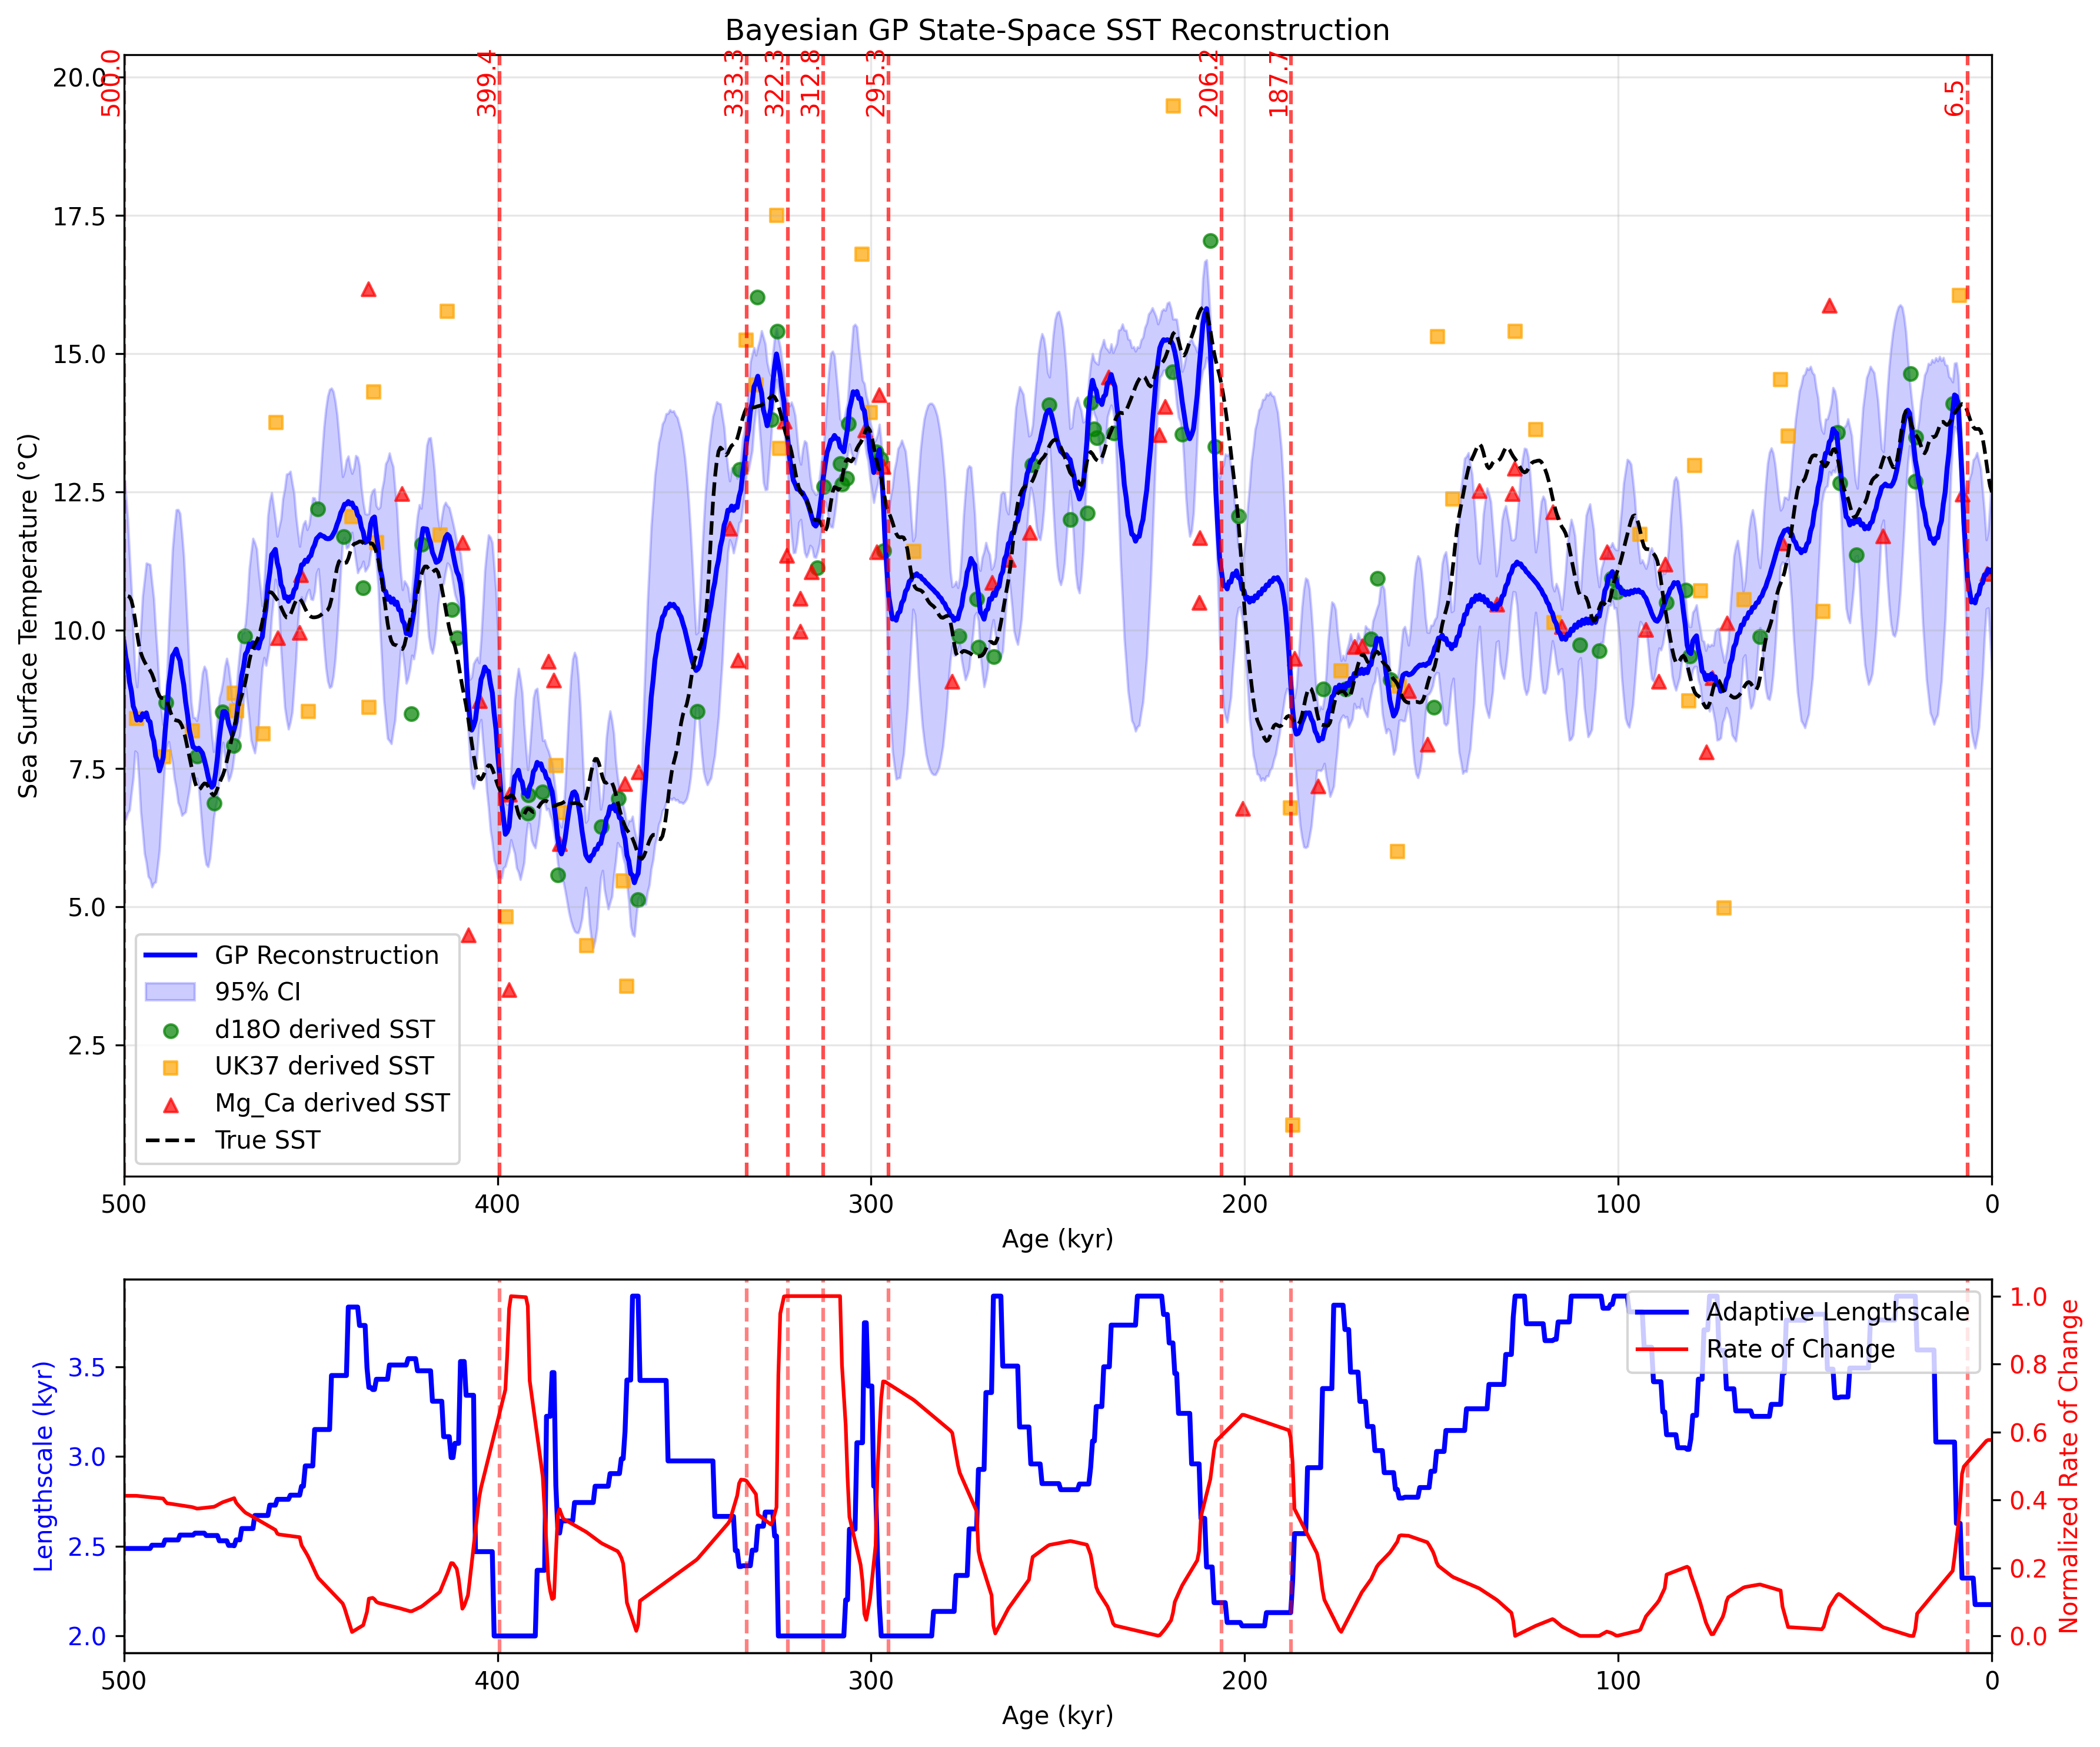 Bayesian GP State-Space SST Reconstruction
500.0
399.4
333.3
322.3
312.8
295.3
206.2
187.7
6.5
20.0
17.5
15.0
12.5
10.0
7.5
5.0
2.5
Sea Surface Temperature (°C)
GP Reconstruction
95% CI
d18O derived SST
UK37 derived SST
Mg_Ca derived SST
True SST
500
400
300
200
100
0
Age (kyr)
Adaptive Lengthscale
Rate of Change
3.5
3.0
2.5
2.0
Lengthscale (kyr)
1.0
0.8
0.6
0.4
0.2
0.0
Normalized Rate of Change
500
400
300
200
100
0
Age (kyr)